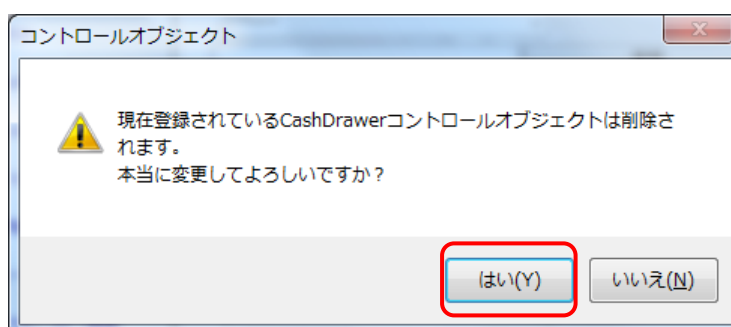 コントロールオブジェクト
現在登録されているCashDrawerコントロールオブジェクトは削除さ
れます。
本当に変更してよろしいですか?
はい(Y)
いいえ(N)